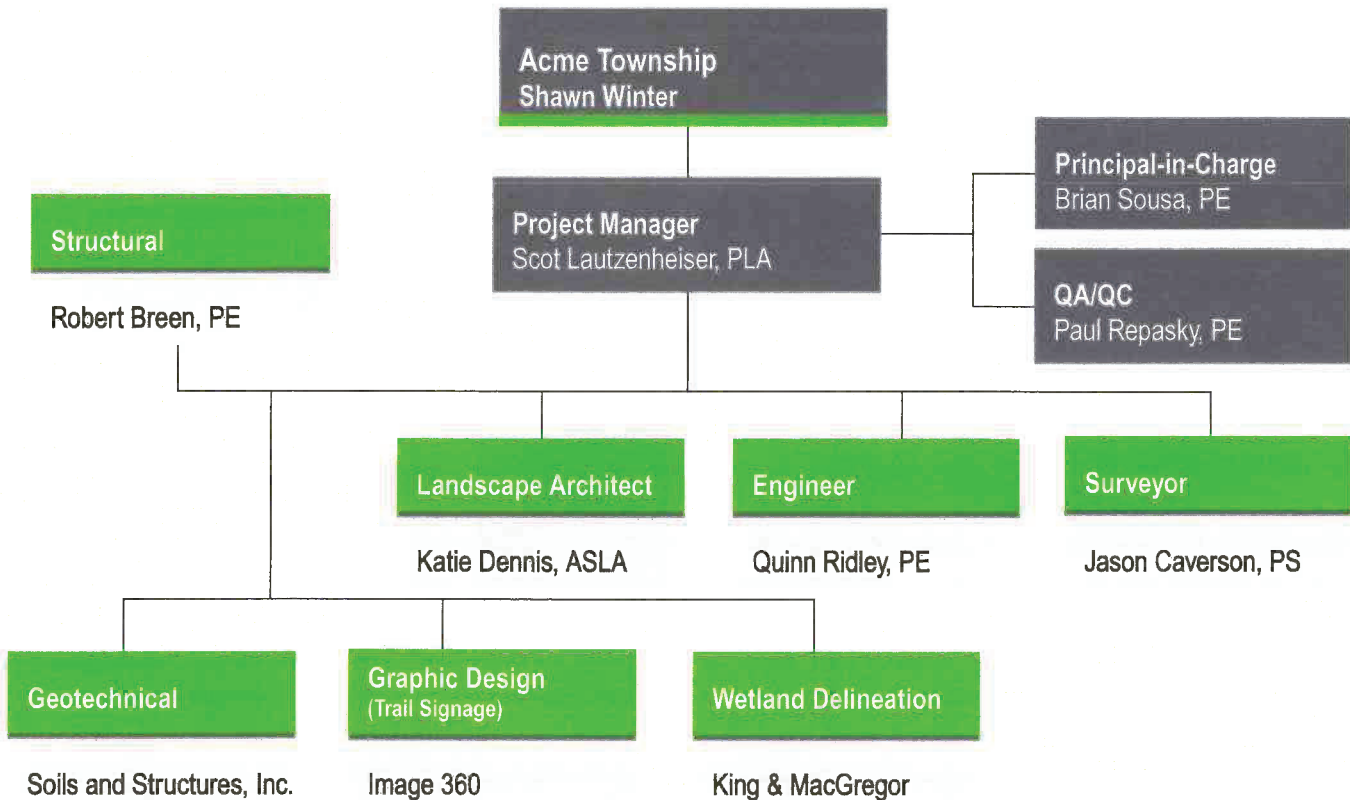 Acme Township
Shawn Winter
Principal-in-Charge
Brian Sousa, PE
Structural
Project Manager
Scot Lautzenheiser, PLA
QA/QC
Paul Repasky, PE
Robert Breen, PE
Landscape Architect
Engineer
Surveyor
Katie Dennis, ASLA
Quinn Ridley, PE
Jason Caverson, PS
Geotechnical
Graphic Design
(Trail Signage)
Wetland Delineation
Soils and Structures, Inc.
Image 360
King & MacGregor